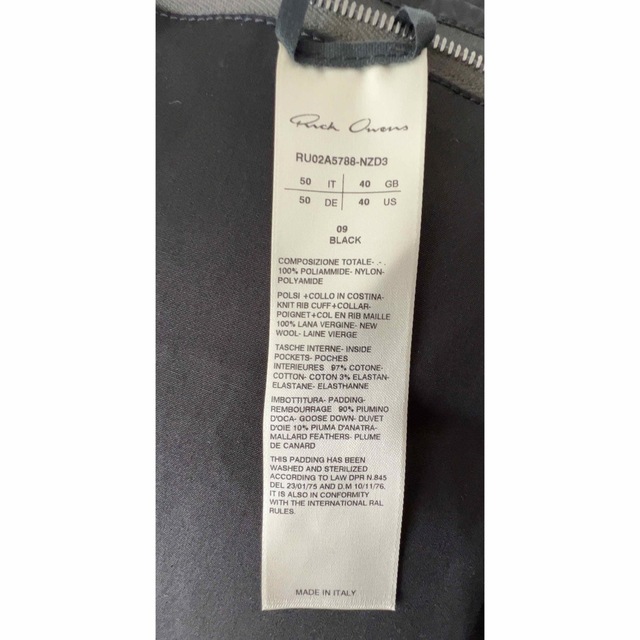 Rick Owens
RU02A5788-NZD3
50 IT 40 GB
50 DE 40 US
09
BLACK
COMPOSIZIONE TOTALE- .- .
100% POLIAMMIDE- NYLON-
POLYAMIDE
POLSI +COLLO IN COSTINA-
KNIT RIB CUFF+COLLAR-
POIGNET+COL EN RIB MAILLE
100% LANA VERGINE- NEW
WOOL- LAINE VIERGE
TASCHE INTERNE- INSIDE
POCKETS- POCHES
INTERIEURES 97% COTONE-
COTTON- COTON 3% ELASTAN-
ELASTANE- ELASTHANNE
IMBOTTITURA- PADDING-
REMBOURRAGE 90% PIUMINO
D'OCA- GOOSE DOWN- DUVET
D'OIE 10% PIUMA D'ANATRA-
MALLARD FEATHERS- PLUME
DE CANARD
THIS PADDING HAS BEEN
WASHED AND STERILIZED
ACCORDING TO LAW DPR N.845
DEL 23/01/75 AND D.M 10/11/76.
IT IS ALSO IN CONFORMITY
WITH THE INTERNATIONAL RAL
RULES.
MADE IN ITALY